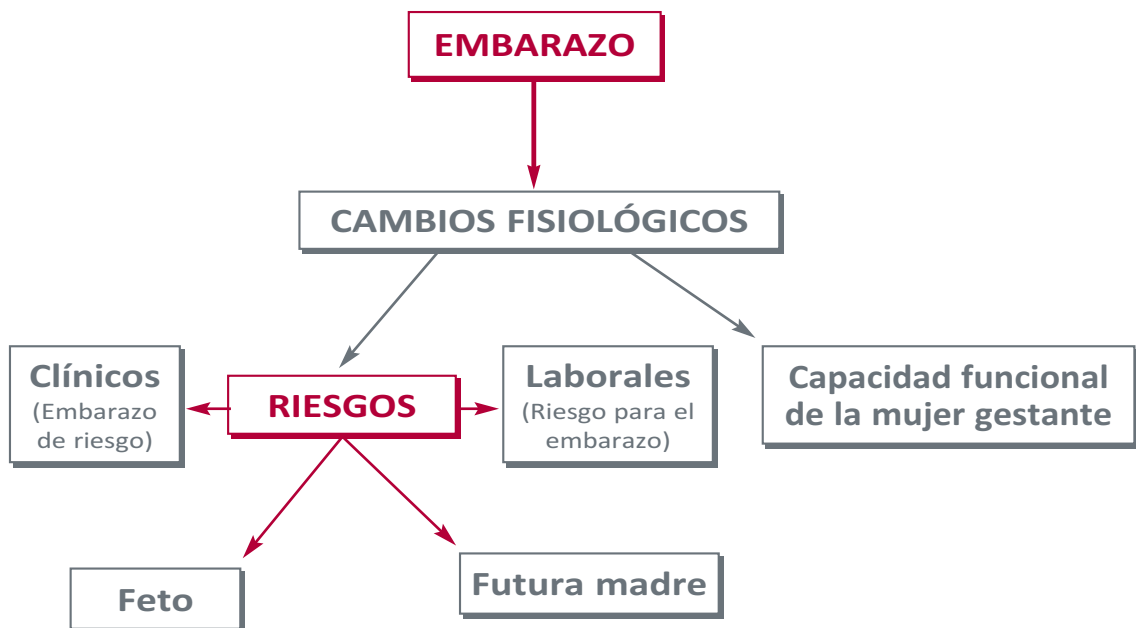 EMBARAZO
CAMBIOS FISIOLÓGICOS
Clínicos
(Embarazo
de riesgo)
RIESGOS
Laborales
(Riesgo para el
embarazo)
Capacidad funcional
de la mujer gestante
Feto
Futura madre